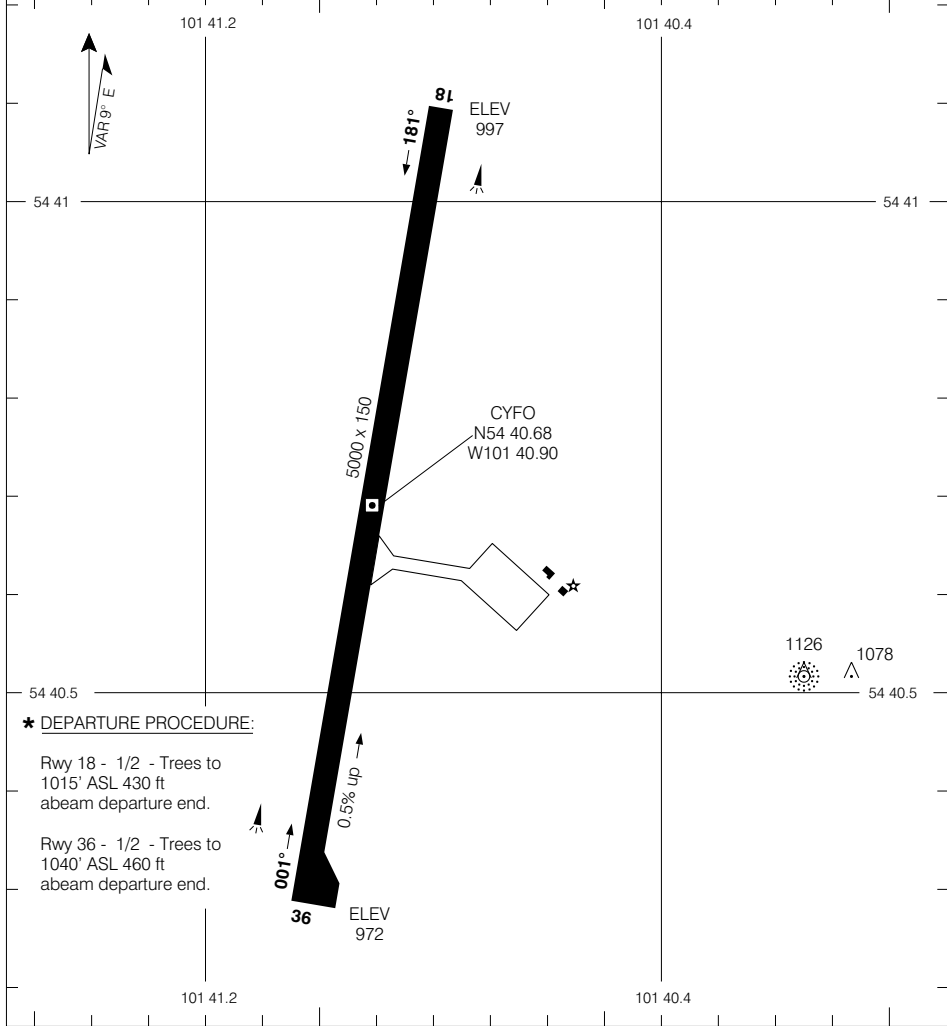 101 41.2
101 40.4
VAR 9° E
18
181°
ELEV
997
54 41
54 41
5000 x 150
CYFO
N54 40.68
W101 40.90
1126
1078
54 40.5
54 40.5
* DEPARTURE PROCEDURE:
Rwy 18 - 1/2 - Trees to
1015' ASL 430 ft
abeam departure end.
Rwy 36 - 1/2 - Trees to
1040' ASL 460 ft
abeam departure end.
0.5% up
001°
36
ELEV
972
101 41.2
101 40.4